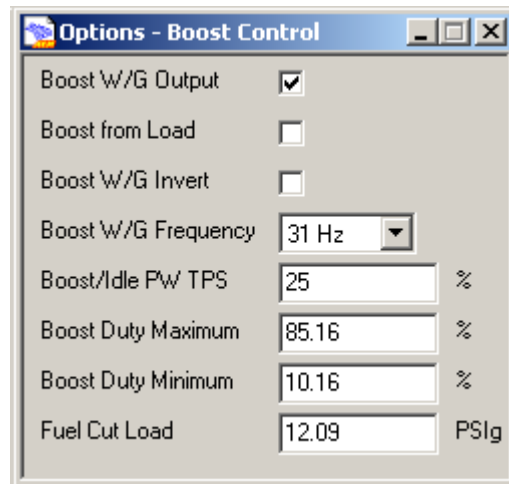 Options - Boost Control
Boost W/G Output
Boost from Load
Boost W/G Invert
Boost W/G Frequency 31 Hz
Boost/Idle PW TPS 25 %
Boost Duty Maximum 85.16 %
Boost Duty Minimum 10.16 %
Fuel Cut Load 12.09 PSIg